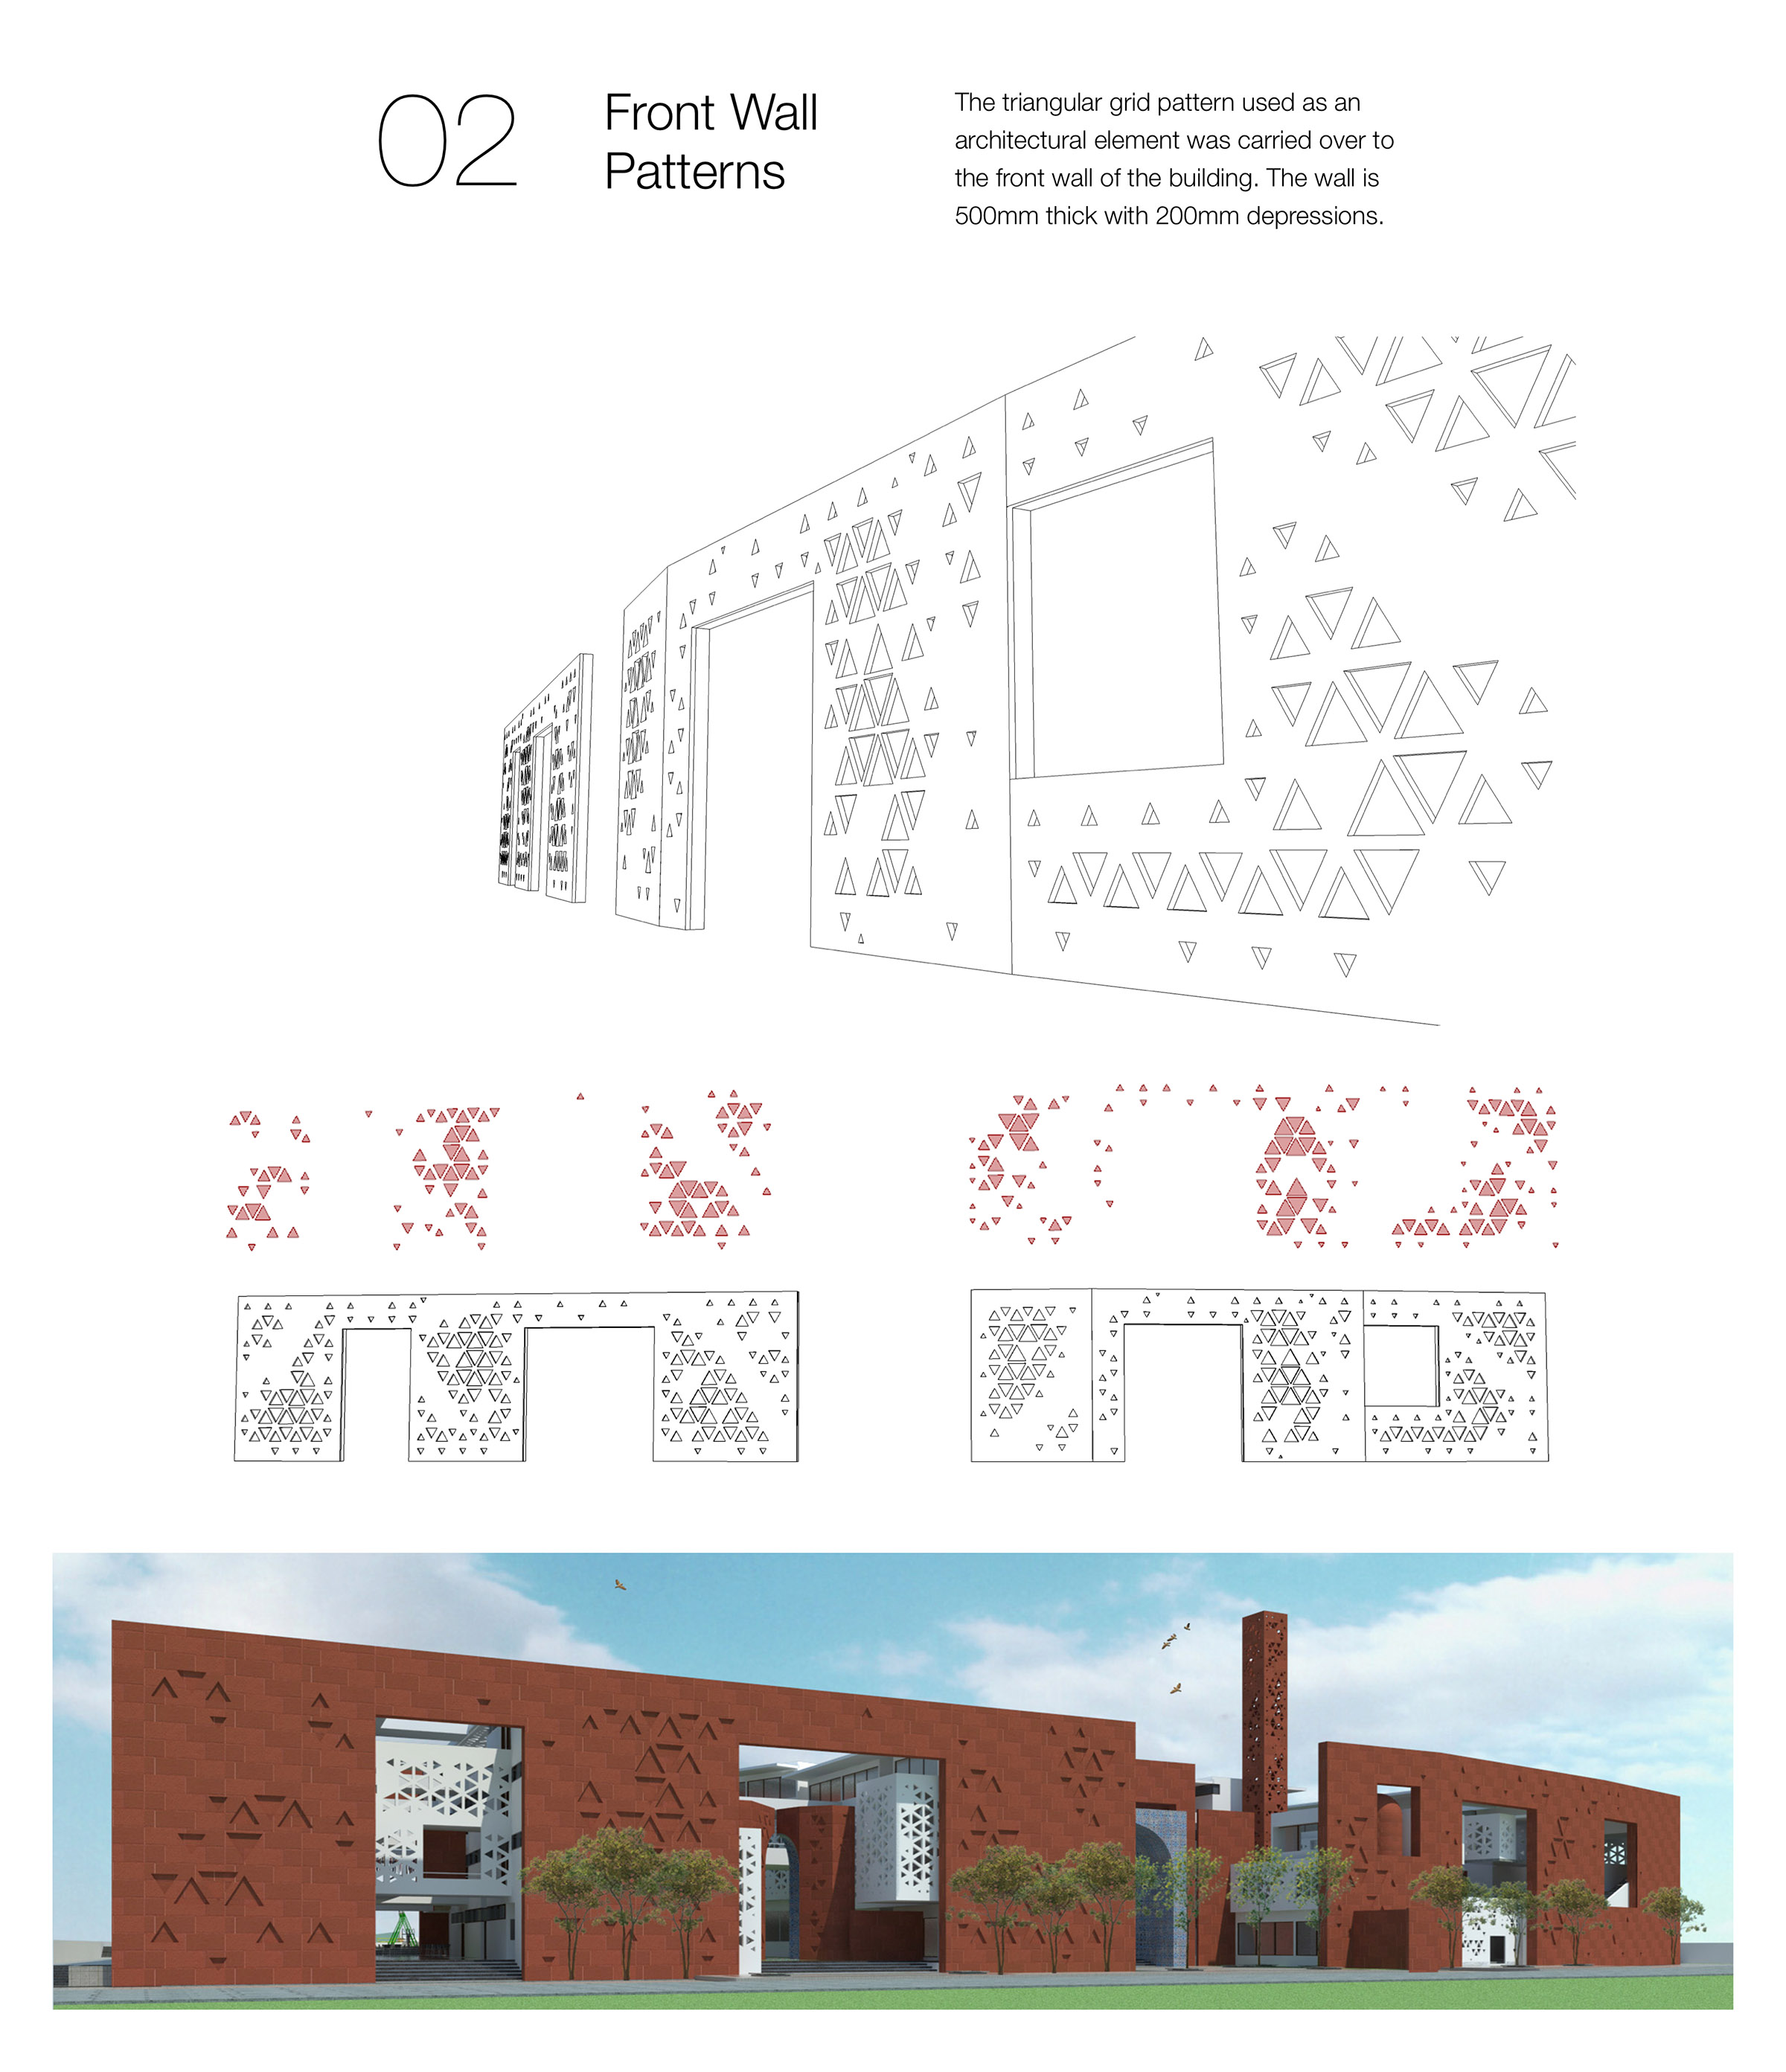 02
Front Wall
Patterns
The triangular grid pattern used as an
architectural element was carried over to
the front wall of the building. The wall is
500mm thick with 200mm depressions.